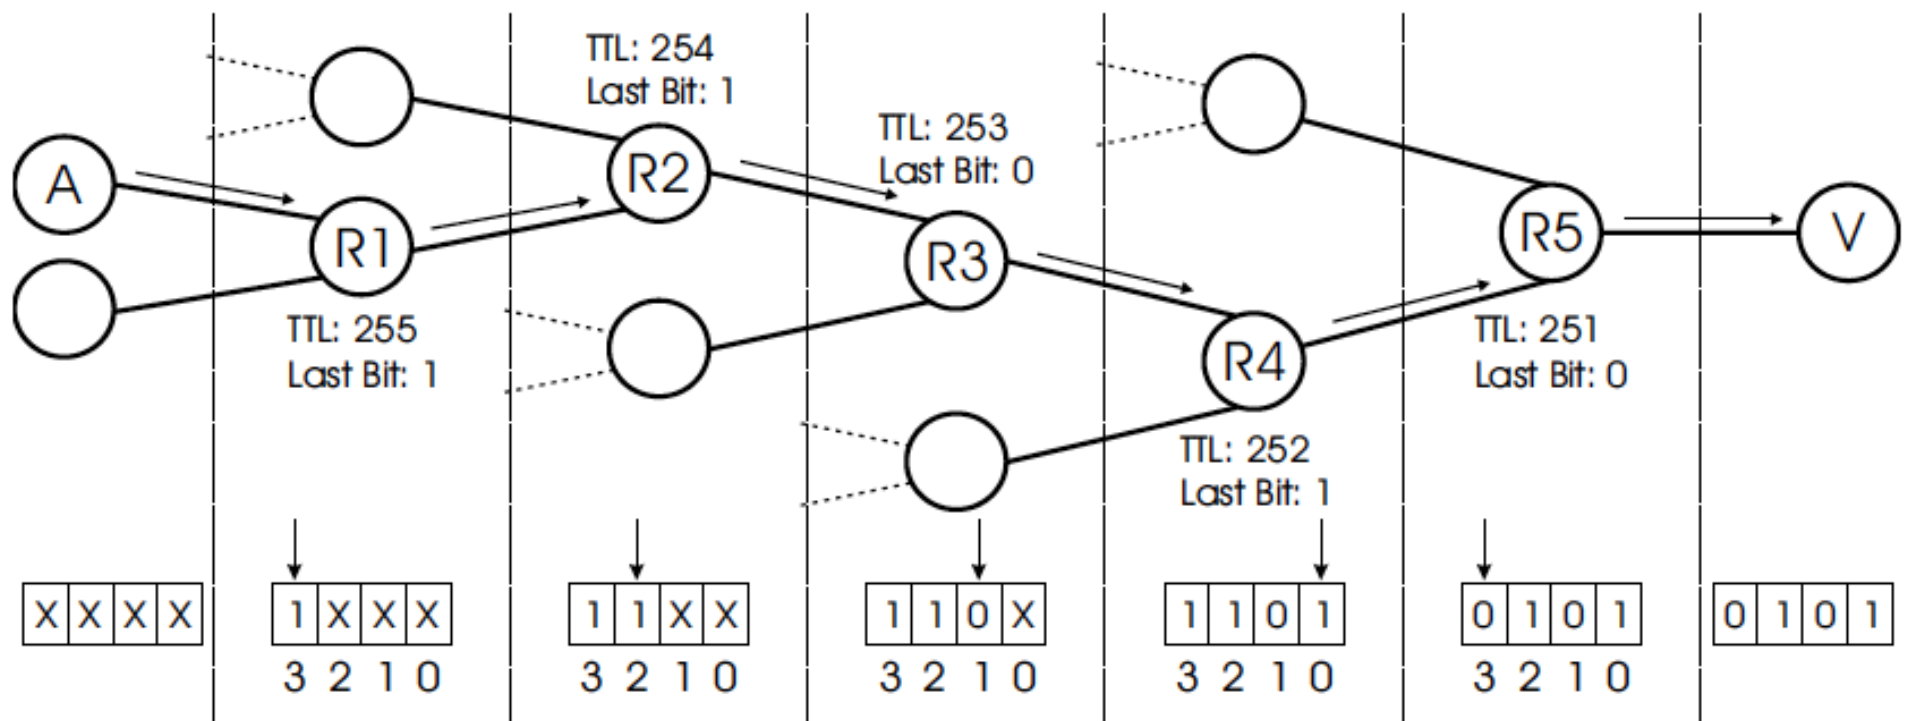 TTL: 254
Last Bit: 1
TTL: 253
Last Bit: 0
A
R2
R1
R3
R5
V
TTL: 255
Last Bit: 1
R4
TTL: 251
Last Bit: 0
TTL: 252
Last Bit: 1
X X X X
1 X X X
1 1 X X
1 1 0 X
1 1 0 1
0 1 0 1
0 1 0 1
3 2 1 0
3 2 1 0
3 2 1 0
3 2 1 0
3 2 1 0